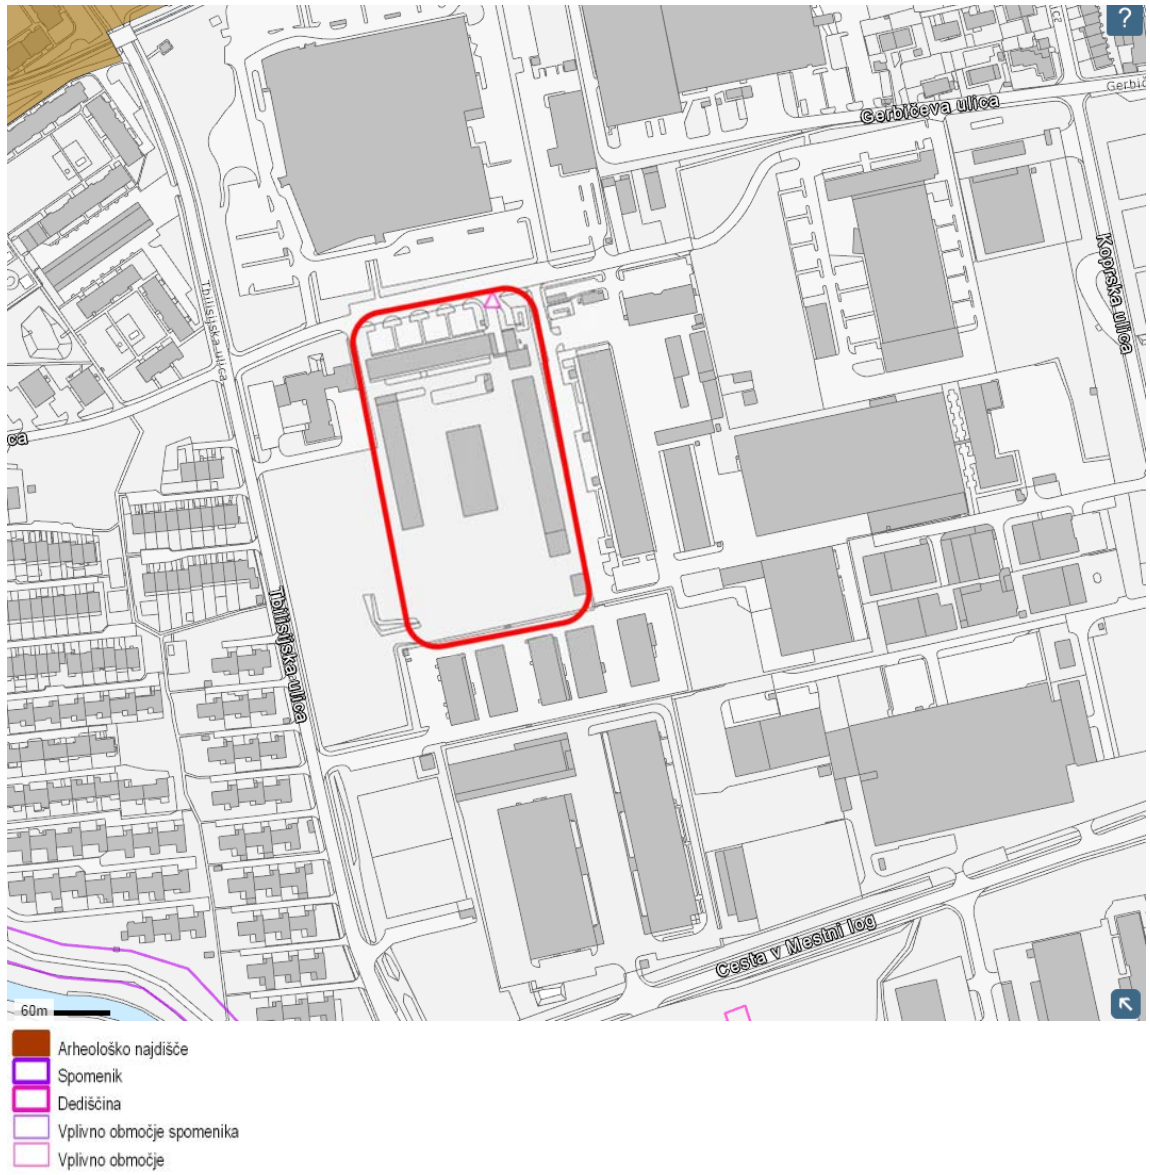 ?
c2
Gerbič
Gerbičeva ulica
Koprska ulica
Tbilisijska ulica
ca
Tbilisijska ulica
Cesta v Mestni log
60m
Arheološko najdišče
Spomenik
Dediščina
Vplivno območje spomenika
Vplivno območje